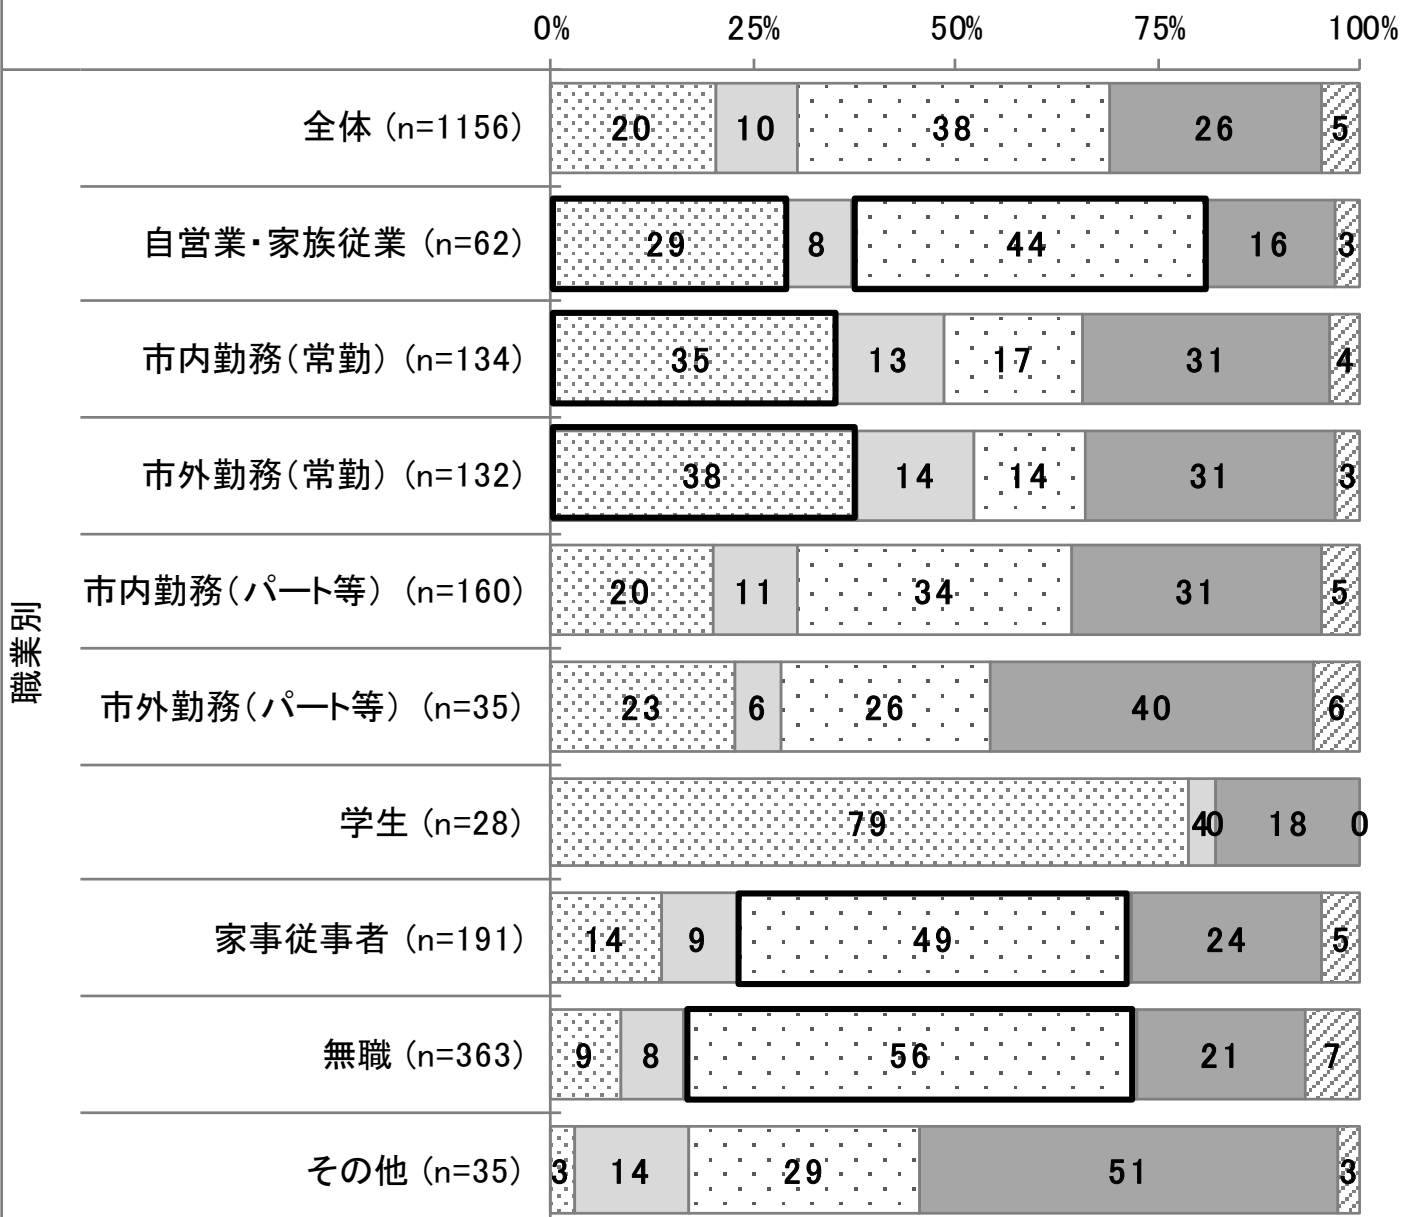 0% 25% 50% 75% 100%
職業別
全体 (n=1156) 20 10 38 26 5
自営業・家族従業 (n=62) 29 8 44 16 3
市内勤務(常勤) (n=134) 35 13 17 31 4
市外勤務(常勤) (n=132) 38 14 14 31 3
市内勤務(パート等) (n=160) 20 11 34 31 5
市外勤務(パート等) (n=35) 23 6 26 40 6
学生 (n=28) 79 4 0 18 0
家事従事者 (n=191) 14 9 49 24 5
無職 (n=363) 9 8 56 21 7
その他 (n=35) 3 14 29 51 3